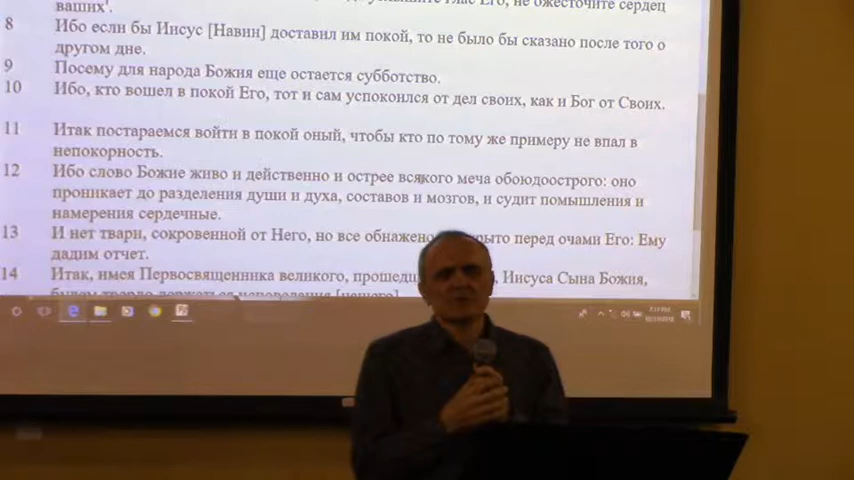 ваших'.
8 Ибо если бы Иисус [Навин] доставил им покой, то не было бы сказано после того о
другом дне.
9 Посему для народа Божия еще остается субботство.
10 Ибо, кто вошел в покой Его, тот и сам успокоился от дел своих, как и Бог от Своих.
11 Итак постараемся войти в покой оный, чтобы кто по тому же примеру не впал в
непокорность.
12 Ибо слово Божие живо и действенно и острее всякого меча обоюдоострого: оно
проникает до разделения души и духа, составов и мозгов, и судит помышления и
намерения сердечные.
13 И нет твари, сокровенной от Него, но все обнажено крыто перед очами Его: Ему
дадим отчет.
14 Итак, имея Первосвященника великого, прошедш Иисуса Сына Божия,